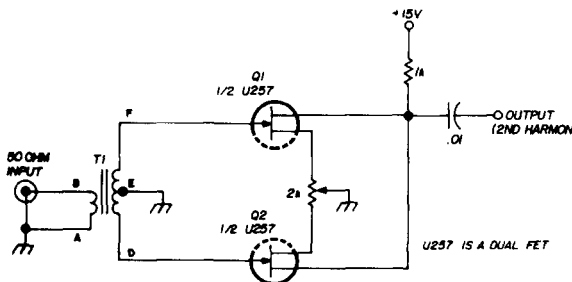 +15V
1k
Q1
1/2 U257
F
OUTPUT
(2ND HARMON
.01
50 OHM
INPUT
T1
B
E
2k
A
Q2
1/2 U257
D
U257 IS A DUAL FET